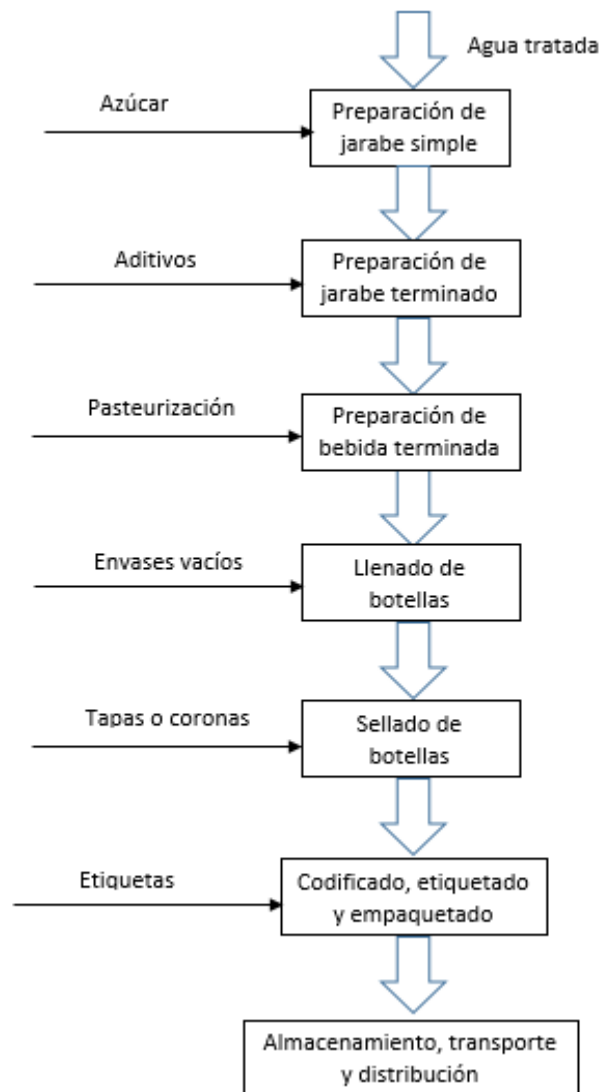 Agua tratada
Azúcar
Preparación de
jarabe simple
Aditivos
Preparación de
jarabe terminado
Pasteurización
Preparación de
bebida terminada
Envases vacíos
Llenado de
botellas
Tapas o coronas
Sellado de
botellas
Etiquetas
Codificado, etiquetado
y empaquetado
Almacenamiento, transporte
y distribución